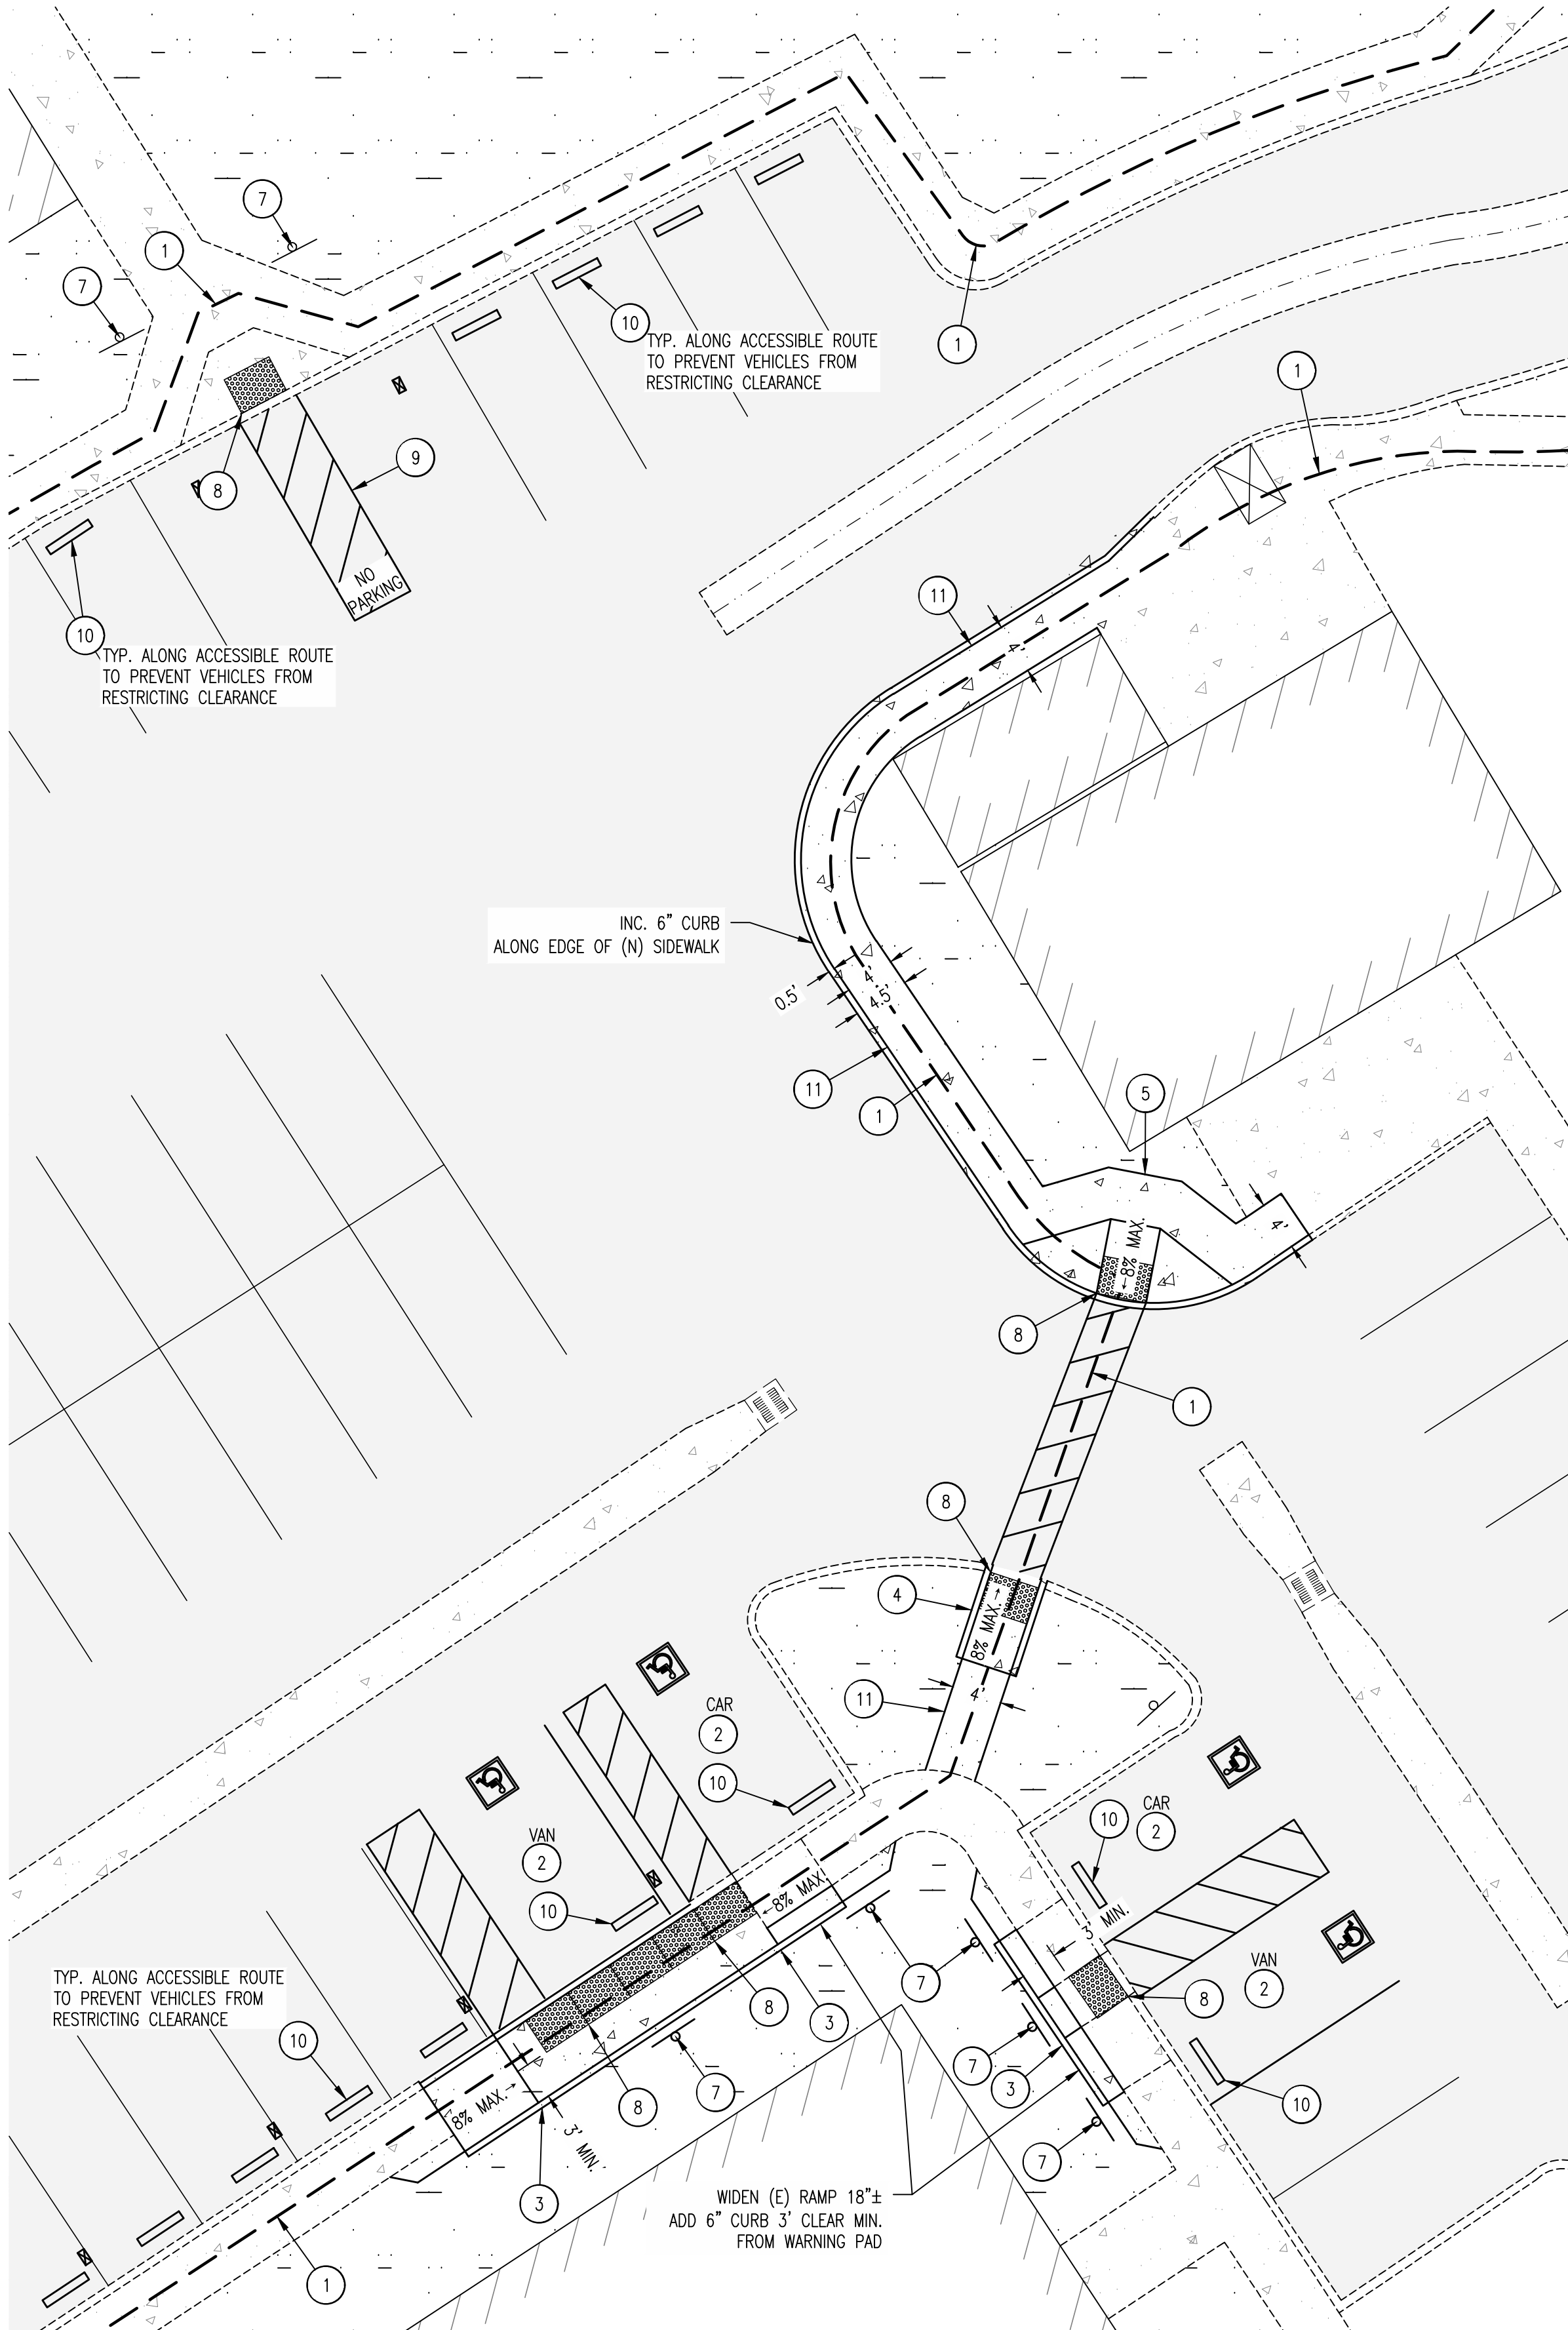 7
1
7
10
TYP. ALONG ACCESSIBLE ROUTE
TO PREVENT VEHICLES FROM
RESTRICTING CLEARANCE
1
1
9
8
NO
PARKING
10
TYP. ALONG ACCESSIBLE ROUTE
TO PREVENT VEHICLES FROM
RESTRICTING CLEARANCE
11
4'
INC. 6" CURB
ALONG EDGE OF (N) SIDEWALK
4'
0.5'
4.5'
11
1
5
4'
8% MAX.
8
1
8
4
8% MAX.
11
4'
CAR
2
10
VAN
2
10
10
CAR
2
8% MAX.
3' MIN.
VAN
2
8
7
7
8
3
TYP. ALONG ACCESSIBLE ROUTE
TO PREVENT VEHICLES FROM
RESTRICTING CLEARANCE
10
7
3
7
8
8% MAX.
3' MIN.
10
7
3
WIDEN (E) RAMP 18"±
ADD 6" CURB 3' CLEAR MIN.
FROM WARNING PAD
1